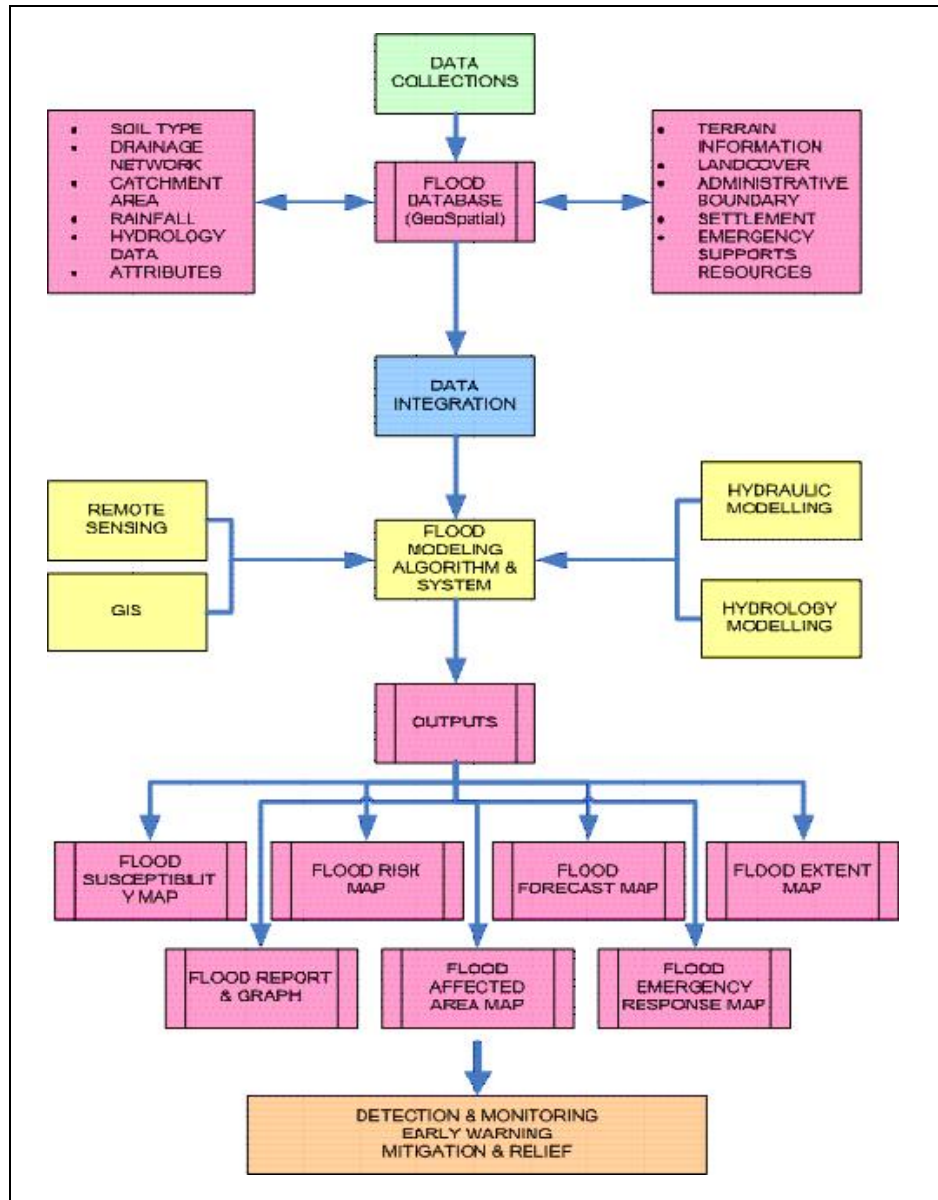 DATA
COLLECTIONS
SOIL TYPE
DRAINAGE
NETWORK
CATCHMENT
AREA
RAINFALL
HYDROLOGY
DATA
ATTRIBUTES
FLOOD
DATABASE
(GeoSpatial)
TERRAIN
INFORMATION
LANDCOVER
ADMINISTRATIVE
BOUNDARY
SETTLEMENT
EMERGENCY
SUPPORTS
RESOURCES
DATA
INTEGRATION
REMOTE
SENSING
GIS
FLOOD
MODELING
ALGORITHM &
SYSTEM
HYDRAULIC
MODELLING
HYDROLOGY
MODELLING
OUTPUTS
FLOOD
SUSCEPTIBILIT
Y MAP
FLOOD RISK
MAP
FLOOD
FORECAST MAP
FLOOD EXTENT
MAP
FLOOD REPORT
& GRAPH
FLOOD
AFFECTED
AREA MAP
FLOOD
EMERGENCY
RESPONSE MAP
DETECTION & MONITORING
EARLY WARNING
MITIGATION & RELIEF